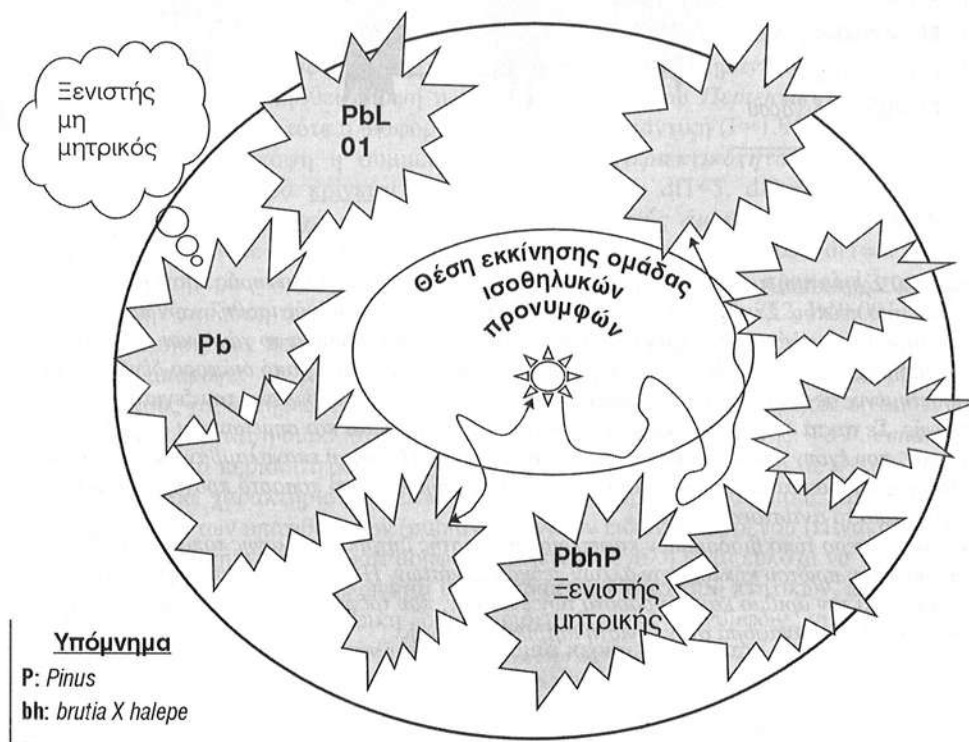 Ξενιστής
μη
μητρικός
PbL
01
Θέση εκκίνησης ομάδας
ισοθηλυκών
προνυμφών
Pb
PbhP
Ξενιστής
μητρικής
Υπόμνημα
P: Pinus
bh: brutia X halepe